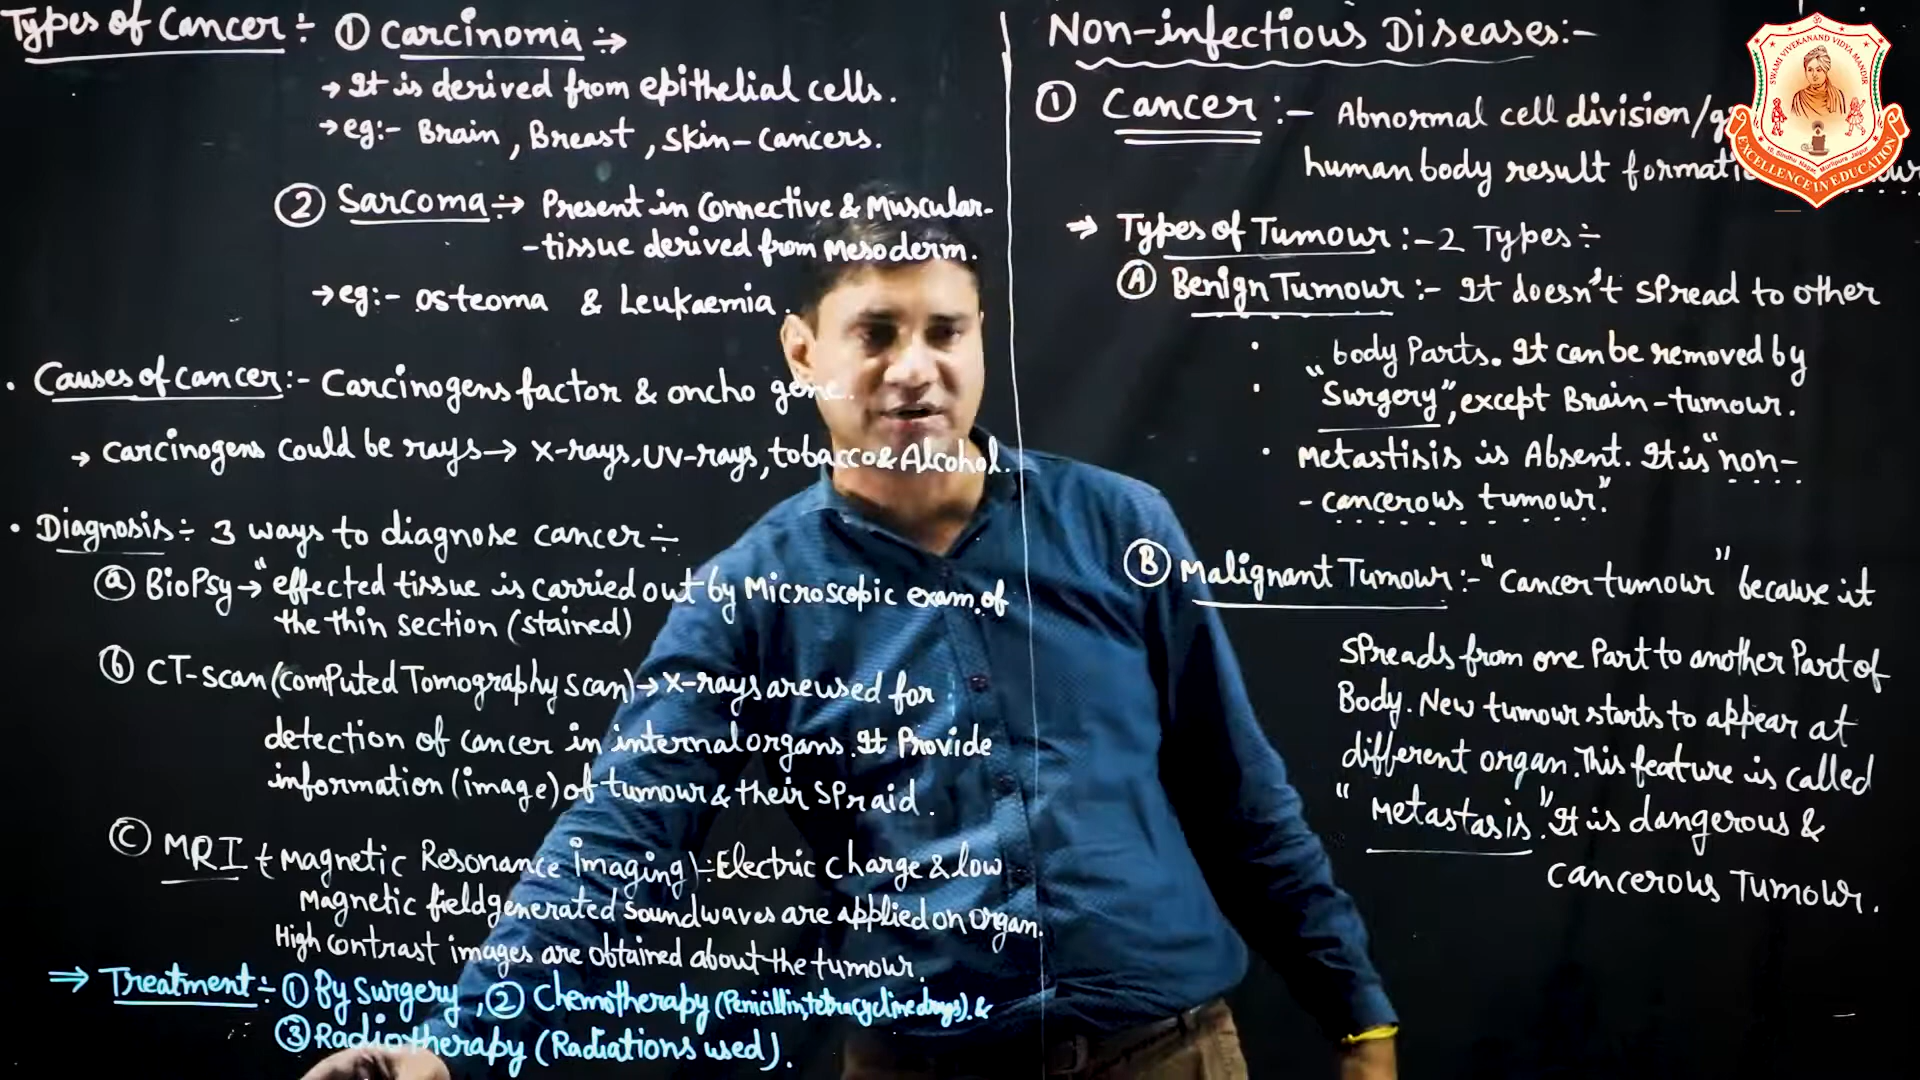 Types of Cancer ÷ ① Carcinoma ÷→
→ It is derived from epithelial cells.
→ eg:- Brain, Breast, Skin-Cancers.
② Sarcoma ÷→ Present in Connective & Muscular-
-tissue derived from Mesoderm.
→ eg:- Osteoma & Leukaemia.
• Causes of cancer:- Carcinogens factor & oncho gene.
→ Carcinogens could be rays → X-rays, UV-rays, tobacco & Alcohol.
• Diagnosis ÷ 3 ways to diagnose cancer ÷
ⓐ BioPsy → "effected tissue is carried out by Microscopic exam. of
the thin section (stained)
ⓑ CT-scan (computed Tomography scan) → X-rays are used for
detection of cancer in internal organs. It Provide
information (image) of tumour & their SPraid.
Ⓒ MRI (Magnetic Resonance imaging) ÷ Electric Charge & low
Magnetic field generated Sound waves are applied on organ.
High contrast images are obtained about the tumour.
⇒ Treatment ÷ ① By Surgery, ② Chemotherapy (Penicillin, tetracycline drugs). &
③ Radiotherapy (Radiations used).
Non-infectious Diseases:-
① Cancer :- Abnormal cell division/
human body result
⇒ Types of Tumour :- 2 Types ÷
Ⓐ Benign Tumour :- It doesn't spread to other
body Parts. It can be removed by
"Surgery", except Brain-tumour.
• Metastisis is Absent. It is "non-
-cancerous tumour."
Ⓑ Malignant Tumour :- "Cancer tumour" because it
SPreads from one Part to another Part of
Body. New tumour starts to appear at
different organ. This feature is called
"Metastasis". It is dangerous &
cancerous Tumour.
SWAMI VIVEKANAND VIDYA MANDIR
EXCELLENCE IN EDUCATION